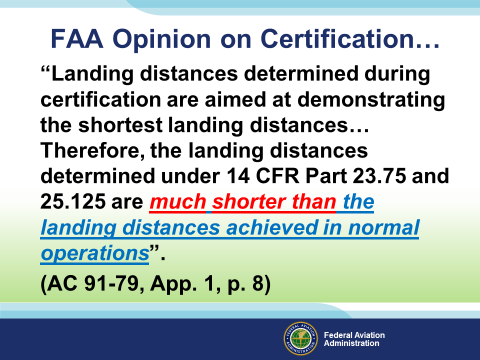 FAA Opinion on Certification…
“Landing distances determined during
certification are aimed at demonstrating
the shortest landing distances…
Therefore, the landing distances
determined under 14 CFR Part 23.75 and
25.125 are much shorter than the
landing distances achieved in normal
operations”.
(AC 91-79, App. 1, p. 8)
Federal Aviation
Administration